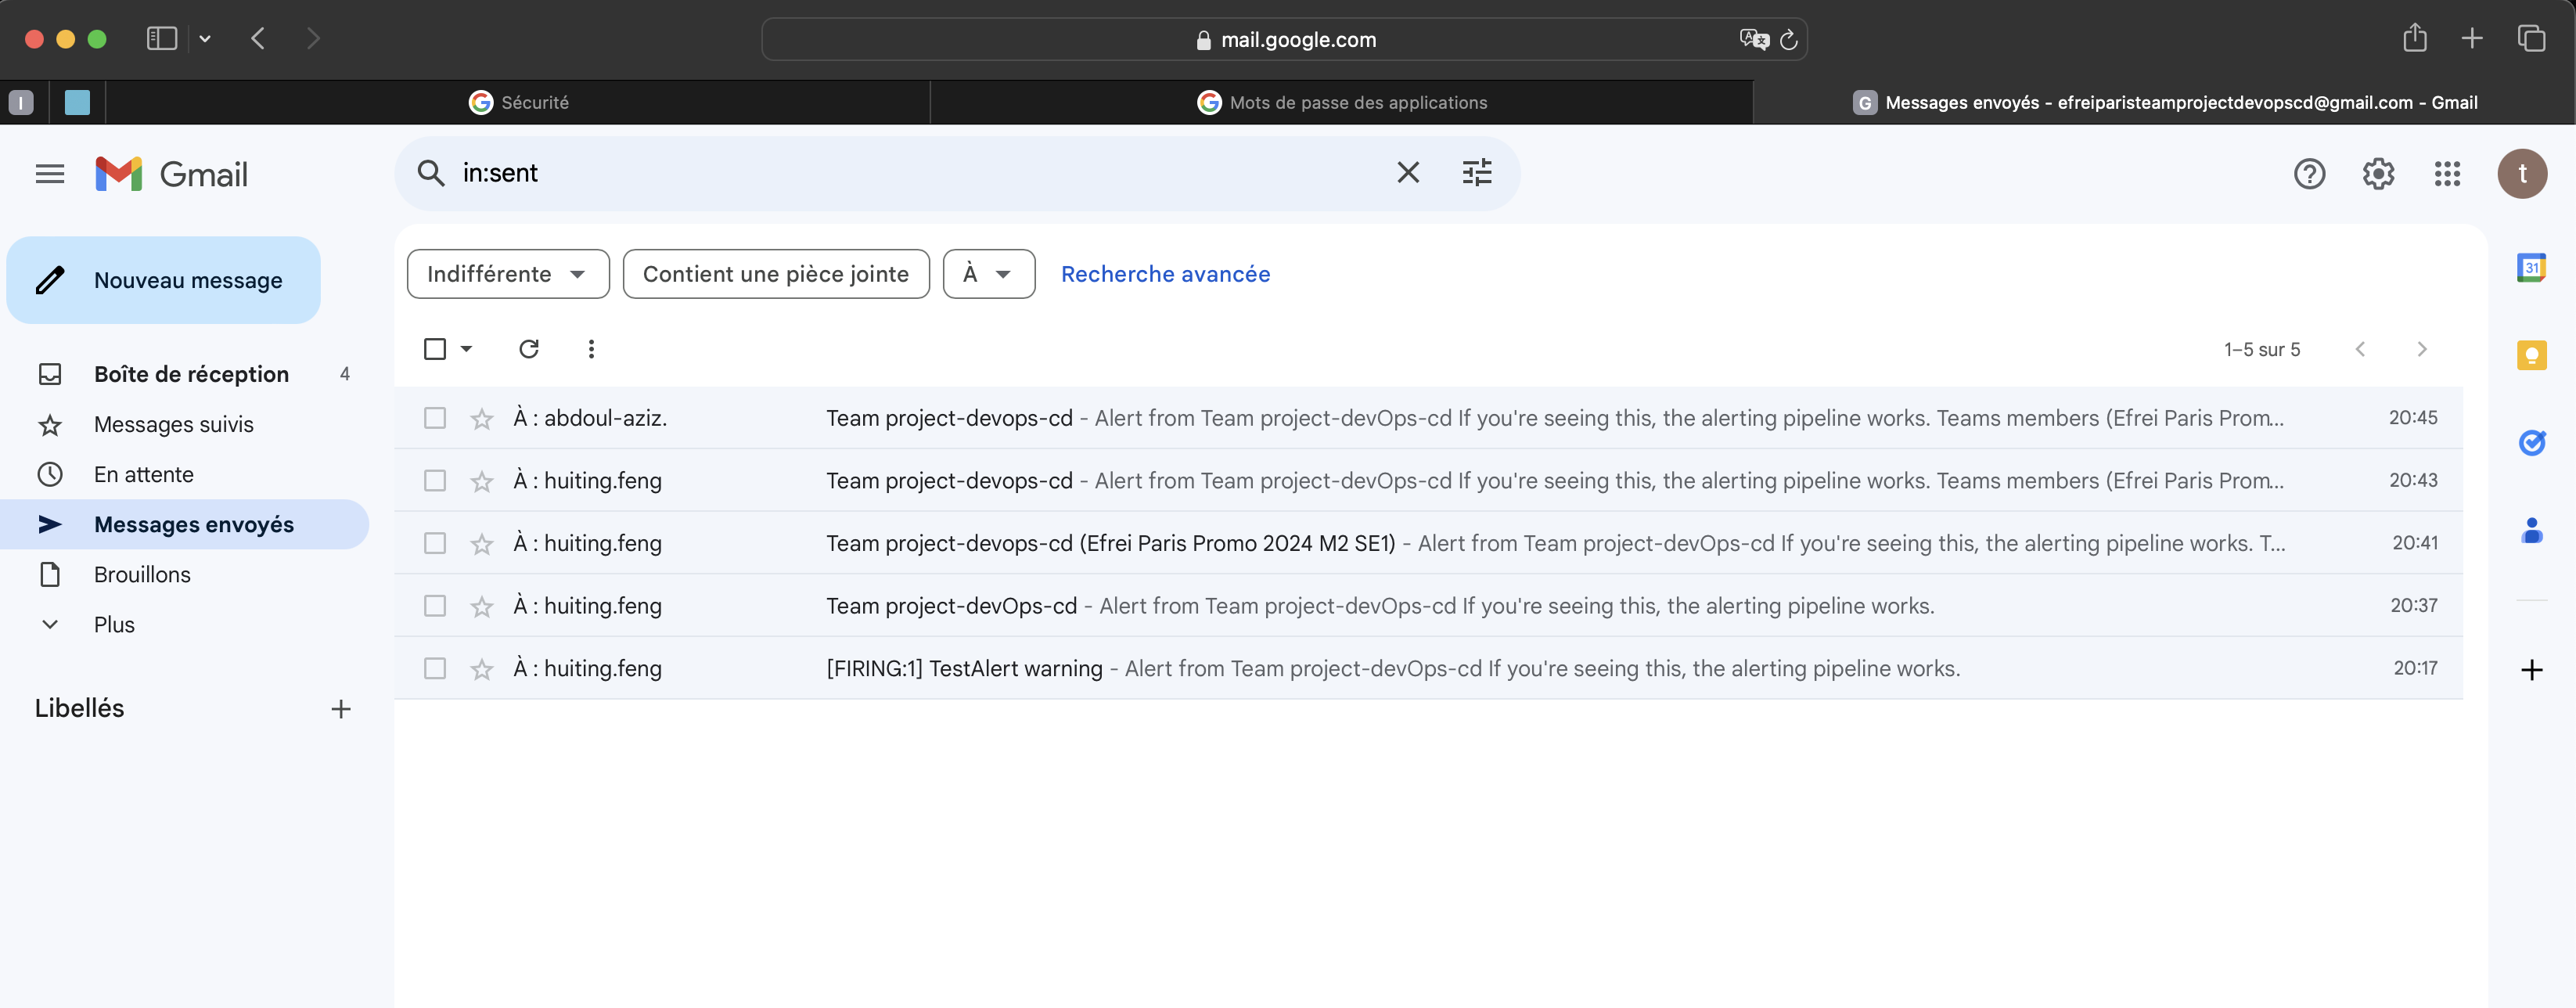 mail.google.com
I
Sécurité
Mots de passe des applications
G Messages envoyés - efreiparisteamprojectdevopscd@gmail.com - Gmail
Gmail
in:sent
t
Nouveau message
Indifférente
Contient une pièce jointe
À
Recherche avancée
31
1–5 sur 5
Boîte de réception 4
Messages suivis
En attente
Messages envoyés
Brouillons
Plus
Libellés
À : abdoul-aziz. Team project-devops-cd - Alert from Team project-devOps-cd If you're seeing this, the alerting pipeline works. Teams members (Efrei Paris Prom... 20:45
À : huiting.feng Team project-devops-cd - Alert from Team project-devOps-cd If you're seeing this, the alerting pipeline works. Teams members (Efrei Paris Prom... 20:43
À : huiting.feng Team project-devops-cd (Efrei Paris Promo 2024 M2 SE1) - Alert from Team project-devOps-cd If you're seeing this, the alerting pipeline works. T... 20:41
À : huiting.feng Team project-devOps-cd - Alert from Team project-devOps-cd If you're seeing this, the alerting pipeline works. 20:37
À : huiting.feng [FIRING:1] TestAlert warning - Alert from Team project-devOps-cd If you're seeing this, the alerting pipeline works. 20:17